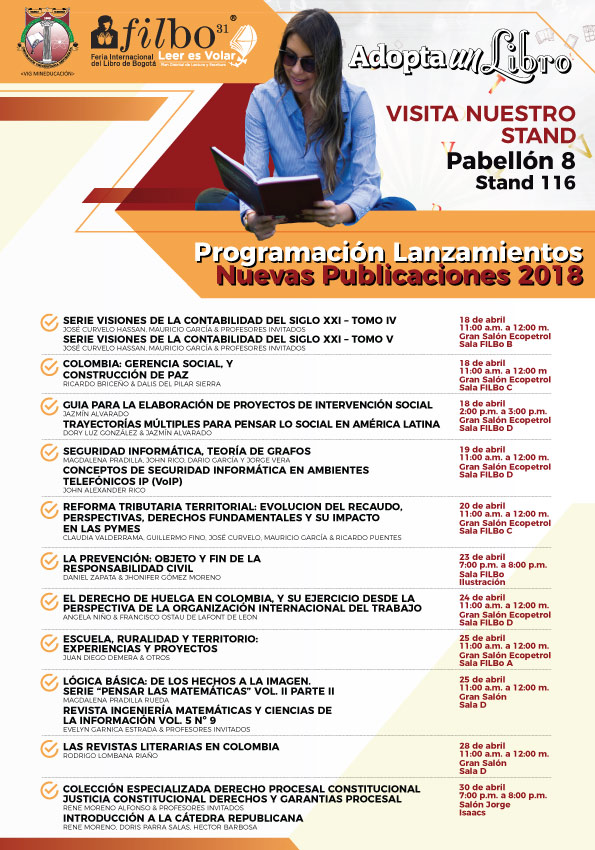 «VIG MINEDUCACIÓN»
filbo 31®
Feria Internacional
del Libro de Bogotá
Leer es Volar
Adopta un Libro
VISITA NUESTRO
STAND
Pabellón 8
Stand 116
Programación Lanzamientos
Nuevas Publicaciones 2018
SERIE VISIONES DE LA CONTABILIDAD DEL SIGLO XXI – TOMO IV
JOSÉ CURVELO HASSAN, MAURICIO GARCÍA & PROFESORES INVITADOS
SERIE VISIONES DE LA CONTABILIDAD DEL SIGLO XXI – TOMO V
JOSÉ CURVELO HASSAN, MAURICIO GARCÍA & PROFESORES INVITADOS
18 de abril
11:00 a.m. a 12:00 m.
Gran Salón Ecopetrol
Sala FILBo B
COLOMBIA: GERENCIA SOCIAL, Y
CONSTRUCIÓN DE PAZ
RICARDO BRICEÑO & DALIS DEL PILAR SIERRA
18 de abril
11:00 a.m. a 12:00 m
Gran Salón Ecopetrol
Sala FILBo C
GUIA PARA LA ELABORACIÓN DE PROYECTOS DE INTERVENCIÓN SOCIAL
JAZMÍN ALVARADO
TRAYECTORÍAS MÚLTIPLES PARA PENSAR LO SOCIAL EN AMÉRICA LATINA
DORY LUZ GONZÁLEZ & JAZMÍN ALVARADO
18 de abril
2:00 p.m. a 3:00 p.m.
Gran Salón Ecopetrol
Sala FILBo D
SEGURIDAD INFORMÁTICA, TEORÍA DE GRAFOS
MAGDALENA PRADILLA, JOHN RICO, DARIO GARCÍA Y JORGE VERA
CONCEPTOS DE SEGURIDAD INFORMÁTICA EN AMBIENTES
TELEFÓNICOS IP (VoIP)
JOHN ALEXANDER RICO
19 de abril
11:00 a.m. a 12:00 m.
Gran Salón Ecopetrol
Sala FILBo D
REFORMA TRIBUTARIA TERRITORIAL: EVOLUCION DEL RECAUDO,
PERSPECTIVAS, DERECHOS FUNDAMENTALES Y SU IMPACTO
EN LAS PYMES
CLAUDIA VALDERRAMA, GUILLERMO FINO, JOSÉ CURVELO, MAURICIO GARCÍA & RICARDO PUENTES
20 de abril
11:00 a.m. a 12:00 m.
Gran Salón Ecopetrol
Sala FILBo C
LA PREVENCIÓN: OBJETO Y FIN DE LA
RESPONSABILIDAD CIVIL
DANIEL ZAPATA & JHONIFER GÓMEZ MORENO
23 de abril
7:00 p.m. a 8:00 p.m.
Sala FILBo
Ilustración
EL DERECHO DE HUELGA EN COLOMBIA, Y SU EJERCICIO DESDE LA
PERSPECTIVA DE LA ORGANIZACIÓN INTERNACIONAL DEL TRABAJO
ANGELA NIÑO & FRANCISCO OSTAU DE LAFONT DE LEON
24 de abril
11:00 a.m. a 12:00 m.
Gran Salón Ecopetrol
Sala FILBo D
ESCUELA, RURALIDAD Y TERRITORIO:
EXPERIENCIAS Y PROYECTOS
JUAN DIEGO DEMERA & OTROS
25 de abril
11:00 a.m. a 12:00 m.
Gran Salón Ecopetrol
Sala FILBo A
LÓGICA BÁSICA: DE LOS HECHOS A LA IMAGEN.
SERIE “PENSAR LAS MATEMÁTICAS” VOL. II PARTE II
MAGDALENA PRADILLA RUEDA
REVISTA INGENIERÍA MATEMÁTICAS Y CIENCIAS DE
LA INFORMACIÓN VOL. 5 Nº 9
EVELYN GARNICA ESTRADA & PROFESORES INVITADOS
25 de abril
11:00 a.m. a 12:00 m.
Gran Salón
Sala D
LAS REVISTAS LITERARIAS EN COLOMBIA
RODRIGO LOMBANA RIAÑO
28 de abril
11:00 a.m. a 12:00 m.
Gran Salón
Sala D
COLECCIÓN ESPECIALIZADA DERECHO PROCESAL CONSTITUCIONAL
JUSTICIA CONSTITUCIONAL DERECHOS Y GARANTIAS PROCESAL
RENE MORENO ALFONSO & PROFESORES INVITADOS
INTRODUCCIÓN A LA CÁTEDRA REPUBLICANA
RENE MORENO, DORIS PARRA SALAS, HECTOR BARBOSA
30 de abril
7:00 p.m. a 8:00 p.m.
Salón Jorge
Isaacs